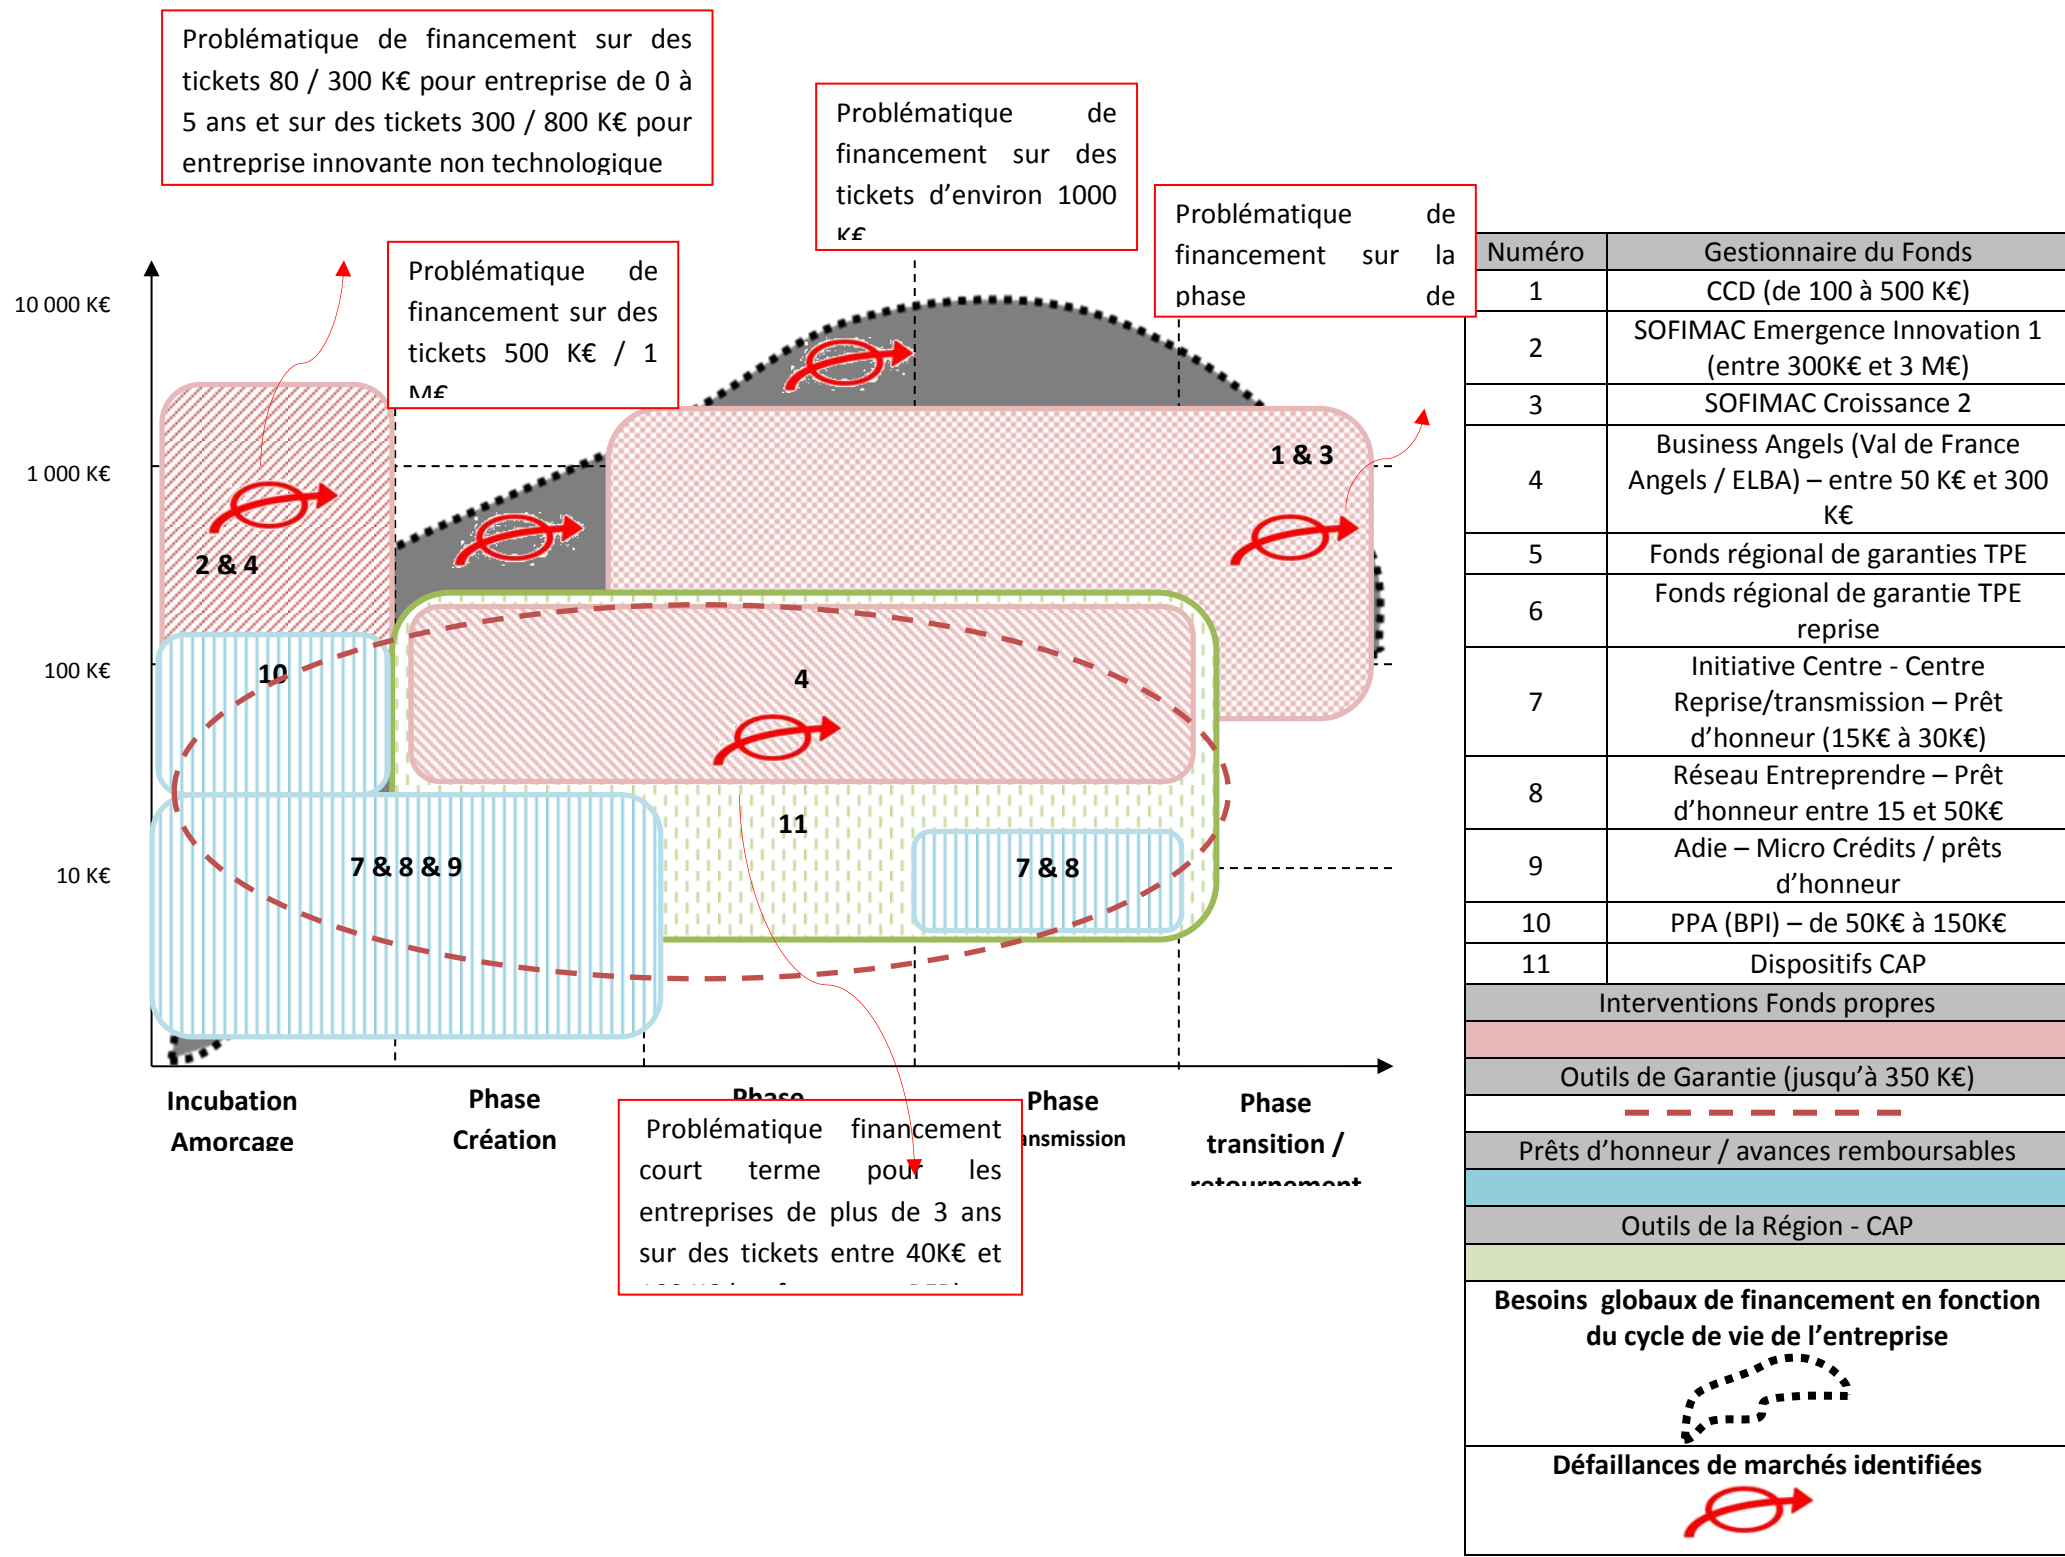 Problématique de financement sur des
tickets 80 / 300 K€ pour entreprise de 0 à
5 ans et sur des tickets 300 / 800 K€ pour
entreprise innovante non technologique
Problématique de
financement sur des
tickets d'environ 1000
K€
Problématique de
financement sur la
phase de
Problématique de
financement sur des
tickets 500 K€ / 1
M€
10 000 K€
1 000 K€
100 K€
10 K€
1 & 3
2 & 4
10
4
11
7 & 8 & 9
7 & 8
Incubation
Amorcage
Phase
Création
Phase
Phase
ansmission
Phase
transition /
retournement
Problématique financement
court terme pour les
entreprises de plus de 3 ans
sur des tickets entre 40K€ et
Numéro Gestionnaire du Fonds
1 CCD (de 100 à 500 K€)
2 SOFIMAC Emergence Innovation 1
(entre 300K€ et 3 M€)
3 SOFIMAC Croissance 2
4 Business Angels (Val de France
Angels / ELBA) – entre 50 K€ et 300
K€
5 Fonds régional de garanties TPE
6 Fonds régional de garantie TPE
reprise
7 Initiative Centre - Centre
Reprise/transmission – Prêt
d'honneur (15K€ à 30K€)
8 Réseau Entreprendre – Prêt
d'honneur entre 15 et 50K€
9 Adie – Micro Crédits / prêts
d'honneur
10 PPA (BPI) – de 50K€ à 150K€
11 Dispositifs CAP
Interventions Fonds propres
Outils de Garantie (jusqu'à 350 K€)
Prêts d'honneur / avances remboursables
Outils de la Région - CAP
Besoins globaux de financement en fonction
du cycle de vie de l'entreprise
Défaillances de marchés identifiées